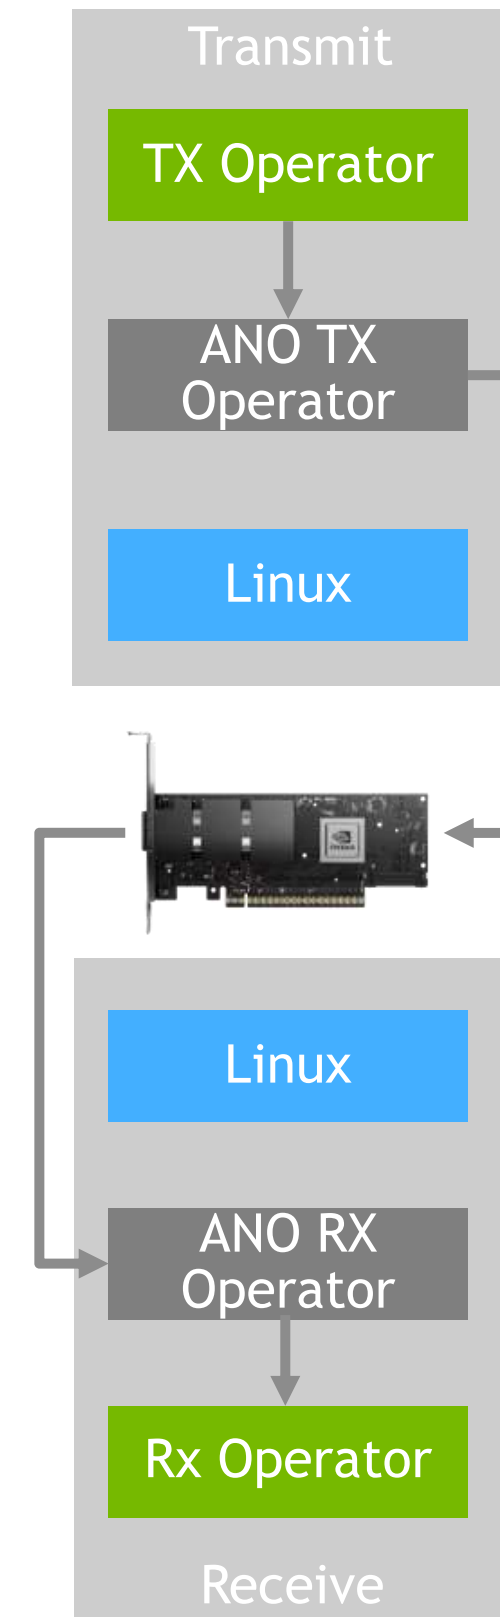 Transmit
TX Operator
ANO TX
Operator
Linux
Linux
ANO RX
Operator
Rx Operator
Receive